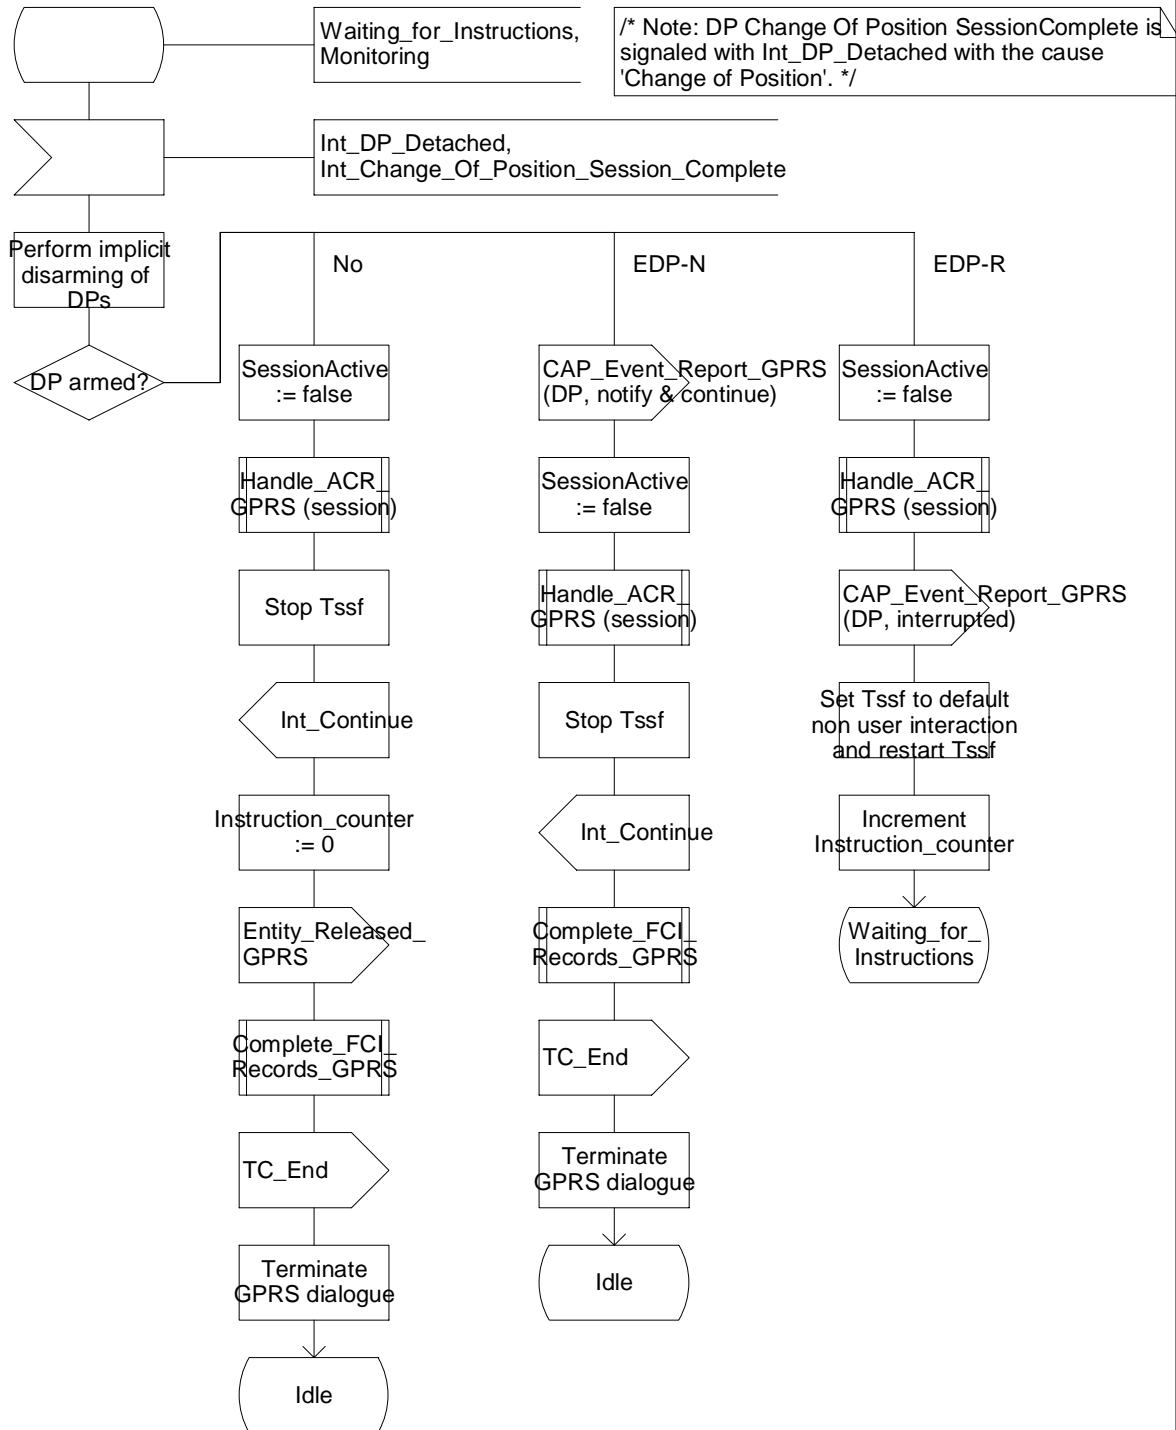 Waiting_for_Instructions,
Monitoring
/* Note: DP Change Of Position SessionComplete is
signaled with Int_DP_Detached with the cause
'Change of Position'. */
Int_DP_Detached,
Int_Change_Of_Position_Session_Complete
Perform implicit
disarming of
DPs
DP armed?
No
SessionActive
:= false
Handle_ACR_
GPRS (session)
Stop Tssf
Int_Continue
Instruction_counter
:= 0
Entity_Released_
GPRS
Complete_FCI_
Records_GPRS
TC_End
Terminate
GPRS dialogue
Idle
EDP-N
CAP_Event_Report_GPRS
(DP, notify & continue)
SessionActive
:= false
Handle_ACR_
GPRS (session)
Stop Tssf
Int_Continue
Complete_FCI_
Records_GPRS
TC_End
Terminate
GPRS dialogue
Idle
EDP-R
SessionActive
:= false
Handle_ACR_
GPRS (session)
CAP_Event_Report_GPRS
(DP, interrupted)
Set Tssf to default
non user interaction
and restart Tssf
Increment
Instruction_counter
Waiting_for_
Instructions